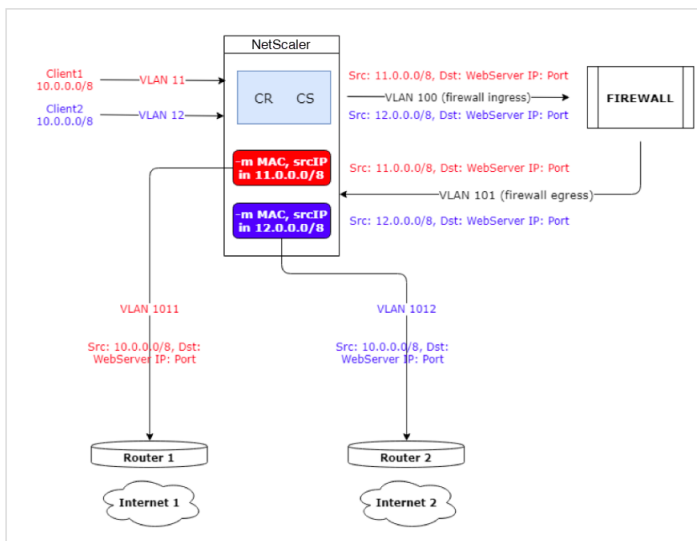 NetScaler
Client1
10.0.0.0/8
VLAN 11
Client2
10.0.0.0/8
VLAN 12
CR CS
Src: 11.0.0.0/8, Dst: WebServer IP: Port
VLAN 100 (firewall ingress)
Src: 12.0.0.0/8, Dst: WebServer IP: Port
FIREWALL
-m MAC, srcIP
in 11.0.0.0/8
Src: 11.0.0.0/8, Dst: WebServer IP: Port
VLAN 101 (firewall egress)
-m MAC, srcIP
in 12.0.0.0/8
Src: 12.0.0.0/8, Dst: WebServer IP: Port
VLAN 1011
VLAN 1012
Src: 10.0.0.0/8, Dst:
WebServer IP: Port
Src: 10.0.0.0/8, Dst:
WebServer IP: Port
Router 1
Router 2
Internet 1
Internet 2